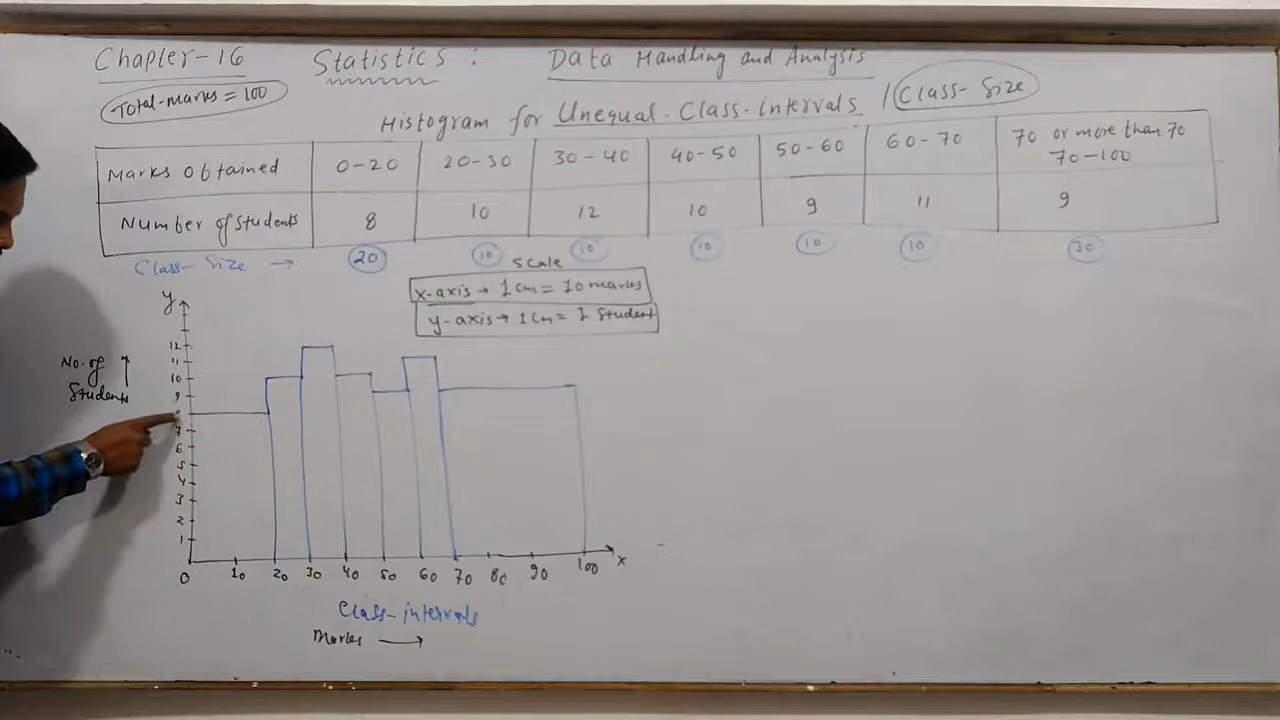 Chapter-16 Statistics : Data Handling and Analysis
Total-marks = 100
Histogram for Unequal-Class-intervals / Class-Size
Marks obtained 0-20 20-30 30-40 40-50 50-60 60-70 70 or more than 70
70-100
Number of students 8 10 12 10 9 11 9
Class-Size → 20 10 10 10 10 10 30
Scale
x-axis → 1cm = 10 marks
y-axis → 1cm = 1 Student
y
No. of
Students
12
11
10
9
8
7
6
5
4
3
2
1
0 10 20 30 40 50 60 70 80 90 100 x
Class-intervals
Marks →